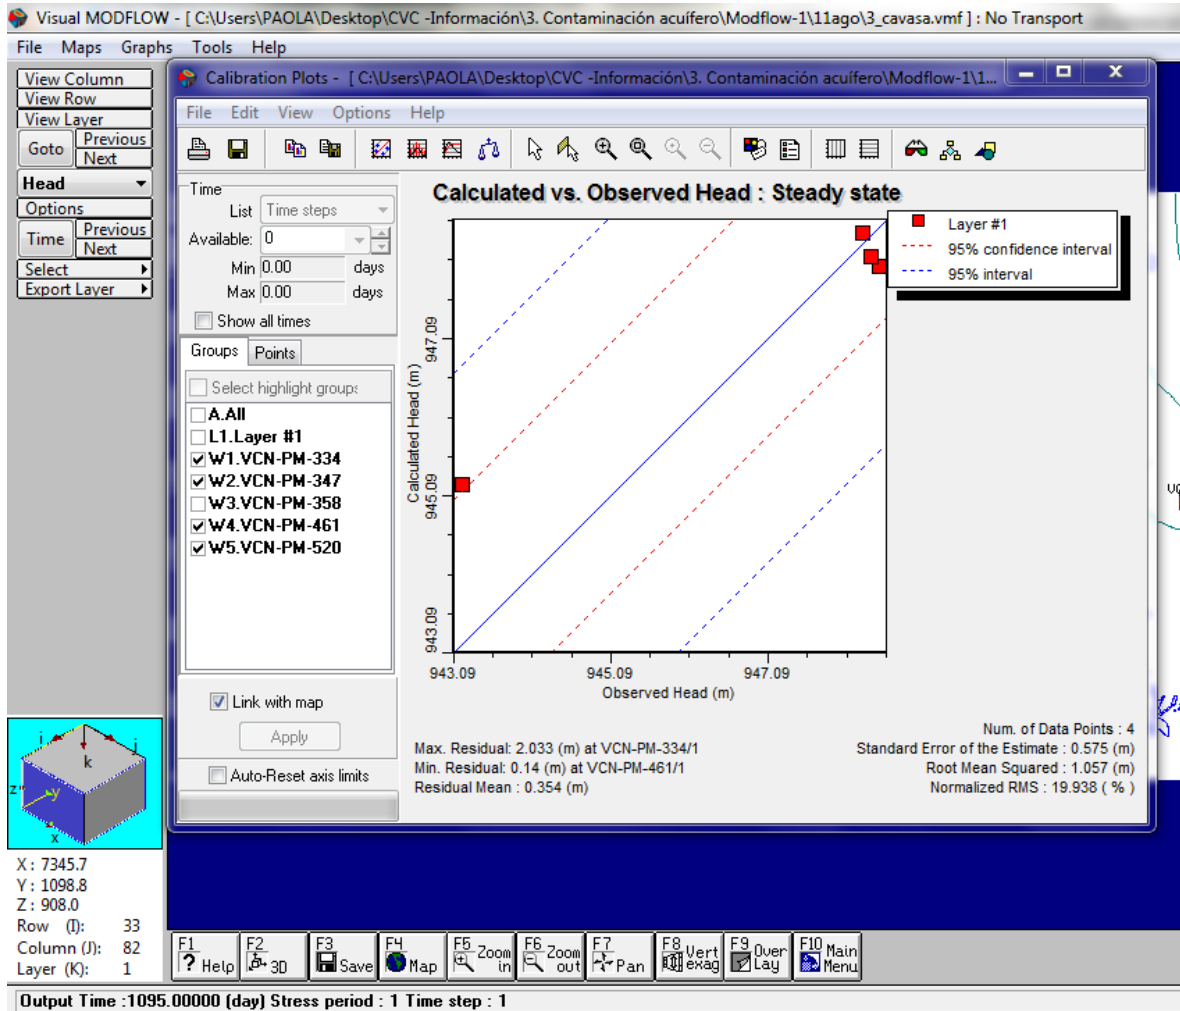 Visual MODFLOW - [ C:\Users\PAOLA\Desktop\CVC -Información\3. Contaminación acuífero\Modflow-1\11ago\3_cavasa.vmf ] : No Transport
File Maps Graphs Tools Help
View Column
View Row
View Layer
Goto Previous
Next
Head
Options
Time Previous
Next
Select
Export Layer
Calibration Plots - [ C:\Users\PAOLA\Desktop\CVC -Información\3. Contaminación acuífero\Modflow-1\1...
File Edit View Options Help
Time
List Time steps
Available: 0
Min 0.00 days
Max 0.00 days
Show all times
Groups Points
Select highlight group:
A.All
L1.Layer #1
W1.VCN-PM-334
W2.VCN-PM-347
W3.VCN-PM-358
W4.VCN-PM-461
W5.VCN-PM-520
Link with map
Apply
Auto-Reset axis limits
Calculated vs. Observed Head : Steady state
Layer #1
95% confidence interval
95% interval
Calculated Head (m)
947.09
945.09
943.09
943.09 945.09 947.09
Observed Head (m)
Max. Residual: 2.033 (m) at VCN-PM-334/1
Min. Residual: 0.14 (m) at VCN-PM-461/1
Residual Mean : 0.354 (m)
Num. of Data Points : 4
Standard Error of the Estimate : 0.575 (m)
Root Mean Squared : 1.057 (m)
Normalized RMS : 19.938 ( % )
i j
k
z y
x
X : 7345.7
Y : 1098.8
Z : 908.0
Row (I): 33
Column (J): 82
Layer (K): 1
F1 ? Help
F2 3D
F3 Save
F4 Map
F5 Zoom in
F6 Zoom out
F7 Pan
F8 Vert exag
F9 Over Lay
F10 Main Menu
Output Time :1095.00000 (day) Stress period : 1 Time step : 1